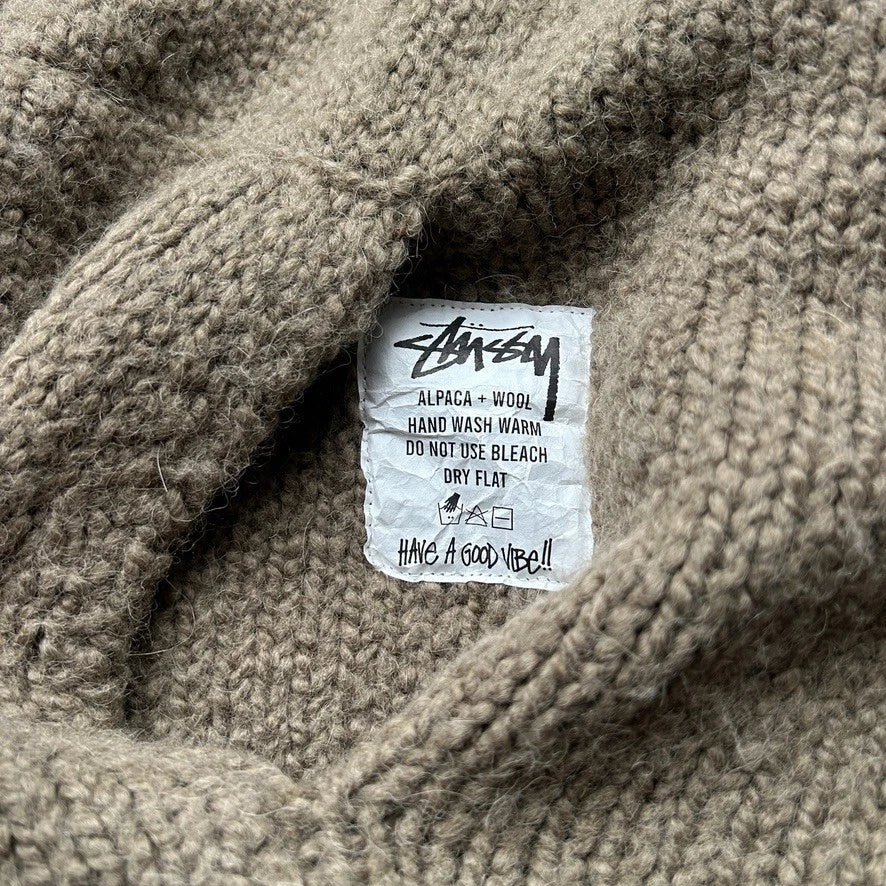 Stüssy
ALPACA + WOOL
HAND WASH WARM
DO NOT USE BLEACH
DRY FLAT
HAVE A GOOD VIBE!!